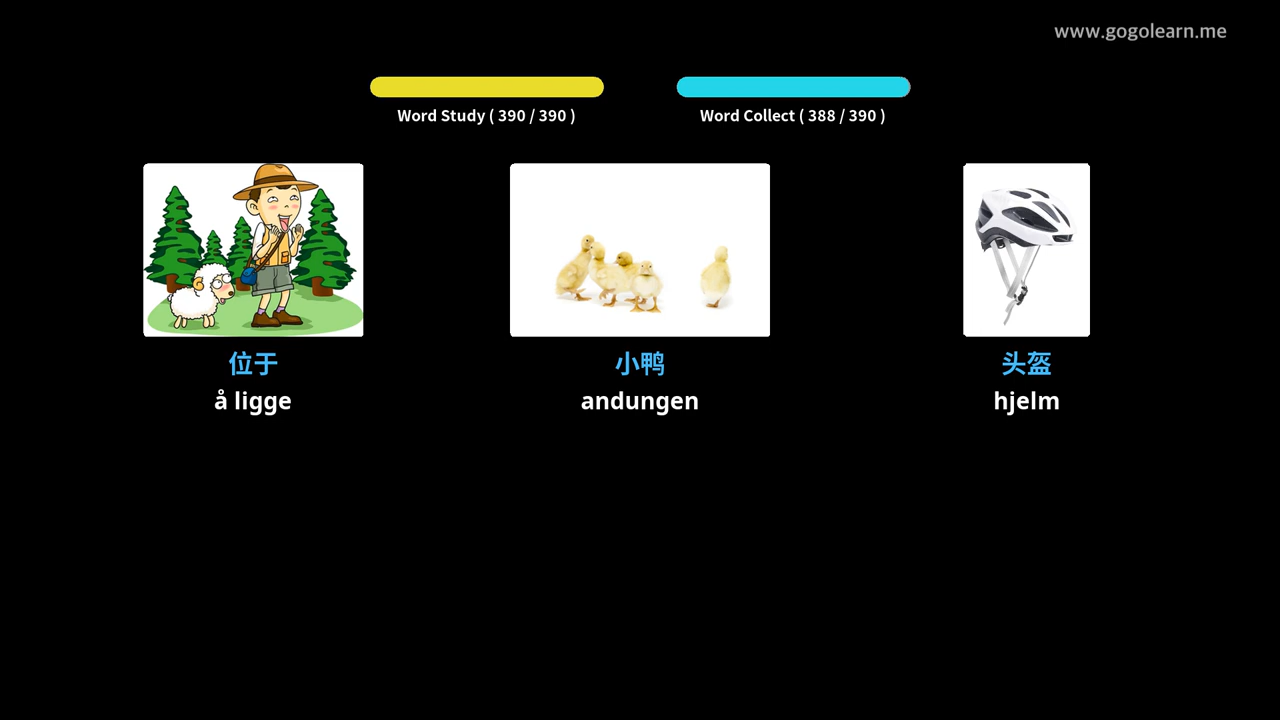 www.gogolearn.me
Word Study ( 390 / 390 )
Word Collect ( 388 / 390 )
位于
小鸭
头盔
å ligge
andungen
hjelm